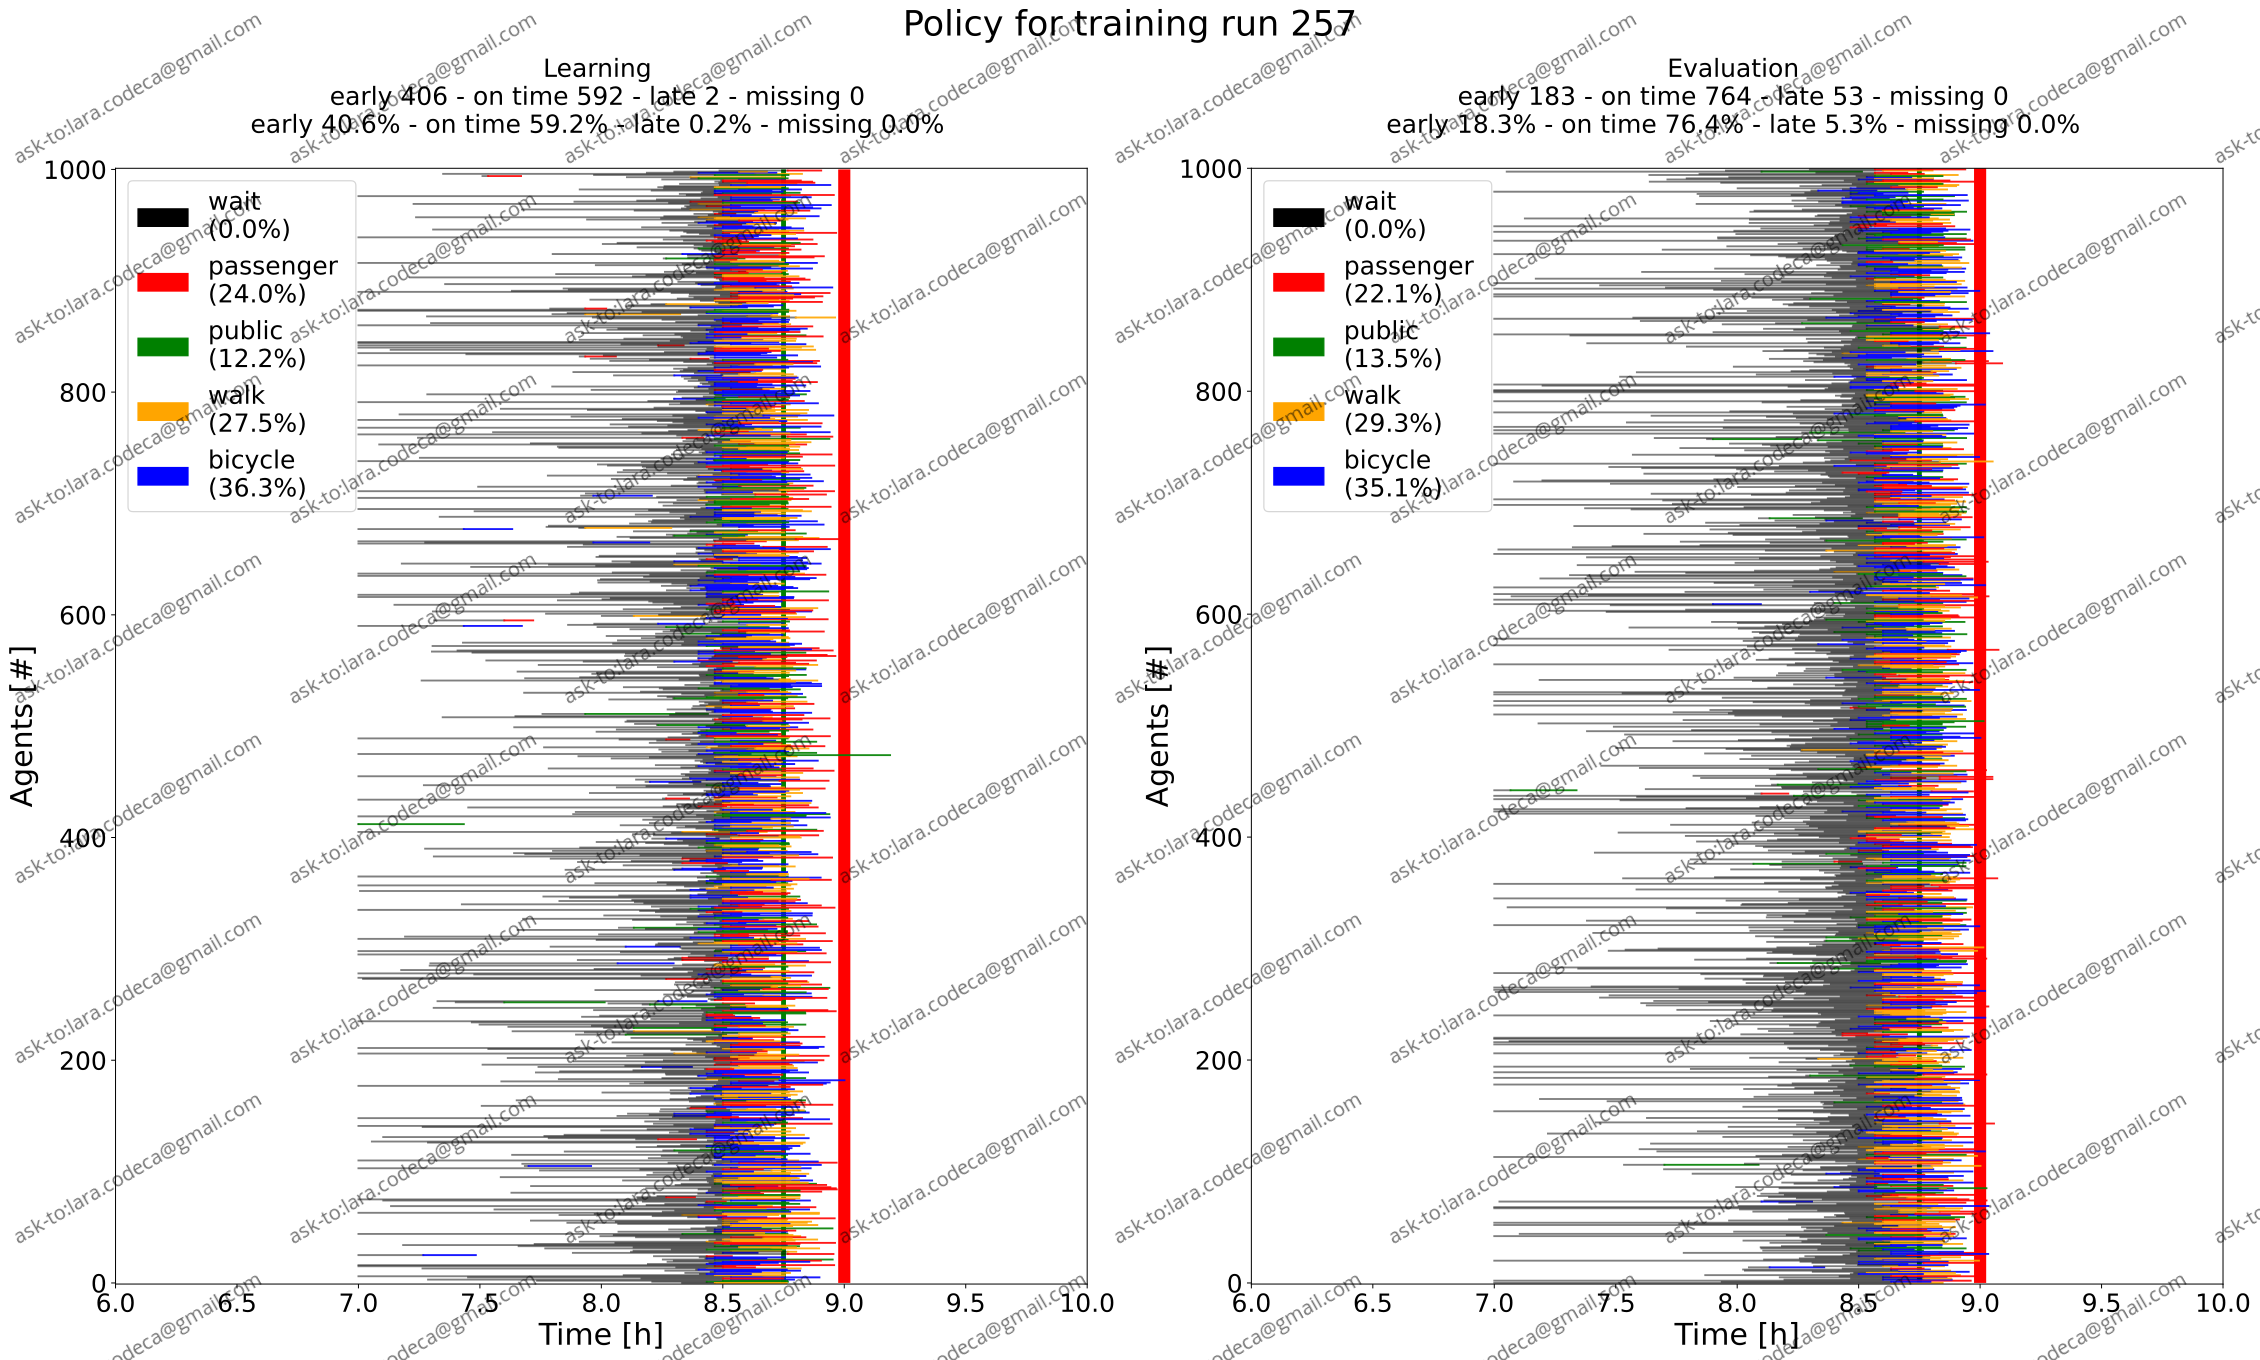 Policy for training run 257
Learning
early 406 - on time 592 - late 2 - missing 0
early 40.6% - on time 59.2% - late 0.2% - missing 0.0%
Agents [#]
1000
800
600
400
200
0
wait
(0.0%)
passenger
(24.0%)
public
(12.2%)
walk
(27.5%)
bicycle
(36.3%)
6.0 6.5 7.0 7.5 8.0 8.5 9.0 9.5 10.0
Time [h]
Evaluation
early 183 - on time 764 - late 53 - missing 0
early 18.3% - on time 76.4% - late 5.3% - missing 0.0%
Agents [#]
1000
800
600
400
200
0
wait
(0.0%)
passenger
(22.1%)
public
(13.5%)
walk
(29.3%)
bicycle
(35.1%)
6.0 6.5 7.0 7.5 8.0 8.5 9.0 9.5 10.0
Time [h]
ask-to:lara.codeca@gmail.com